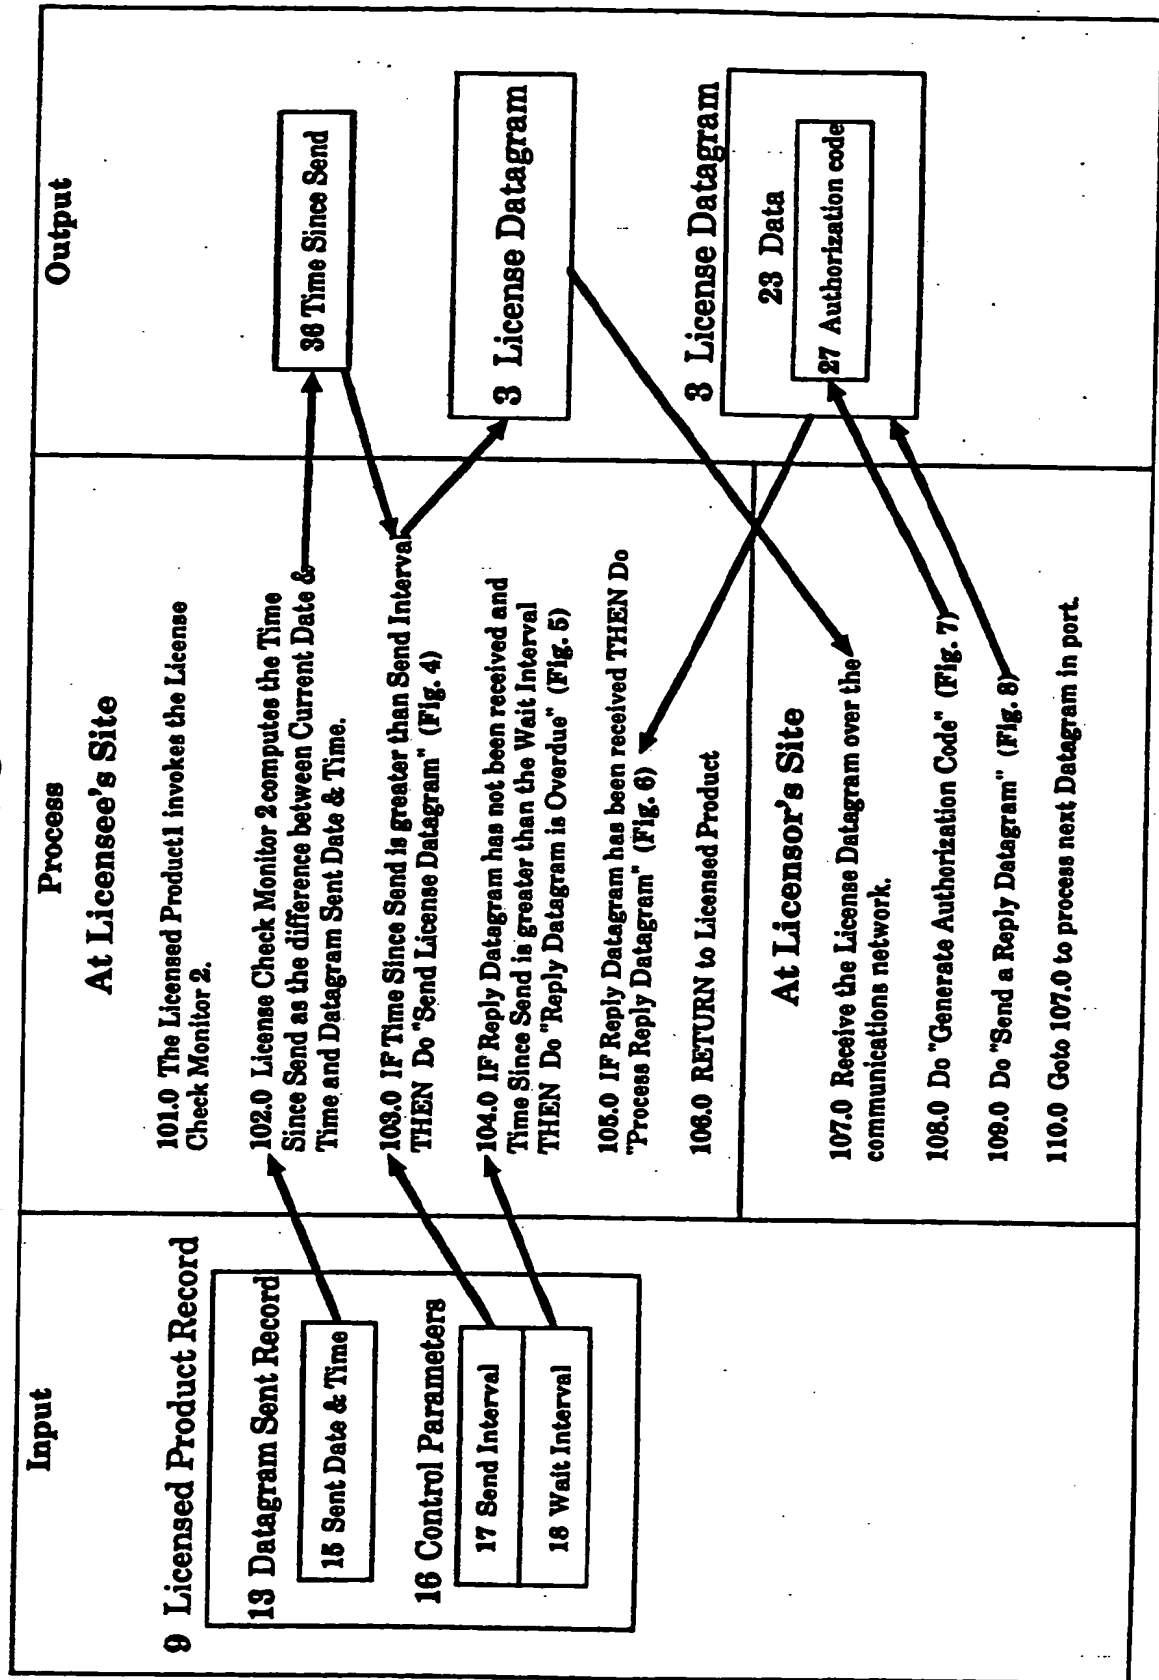 Input
Process
Output
9 Licensed Product Record
13 Datagram Sent Record
15 Sent Date & Time
16 Control Parameters
17 Send Interval
18 Wait Interval
At Licensee's Site
101.0 The Licensed Product1 invokes the License
Check Monitor 2.
102.0 License Check Monitor 2 computes the Time
Since Send as the difference between Current Date &
Time and Datagram Sent Date & Time.
103.0 IF Time Since Send is greater than Send Interval
THEN Do "Send License Datagram" (Fig. 4)
104.0 IF Reply Datagram has not been received and
Time Since Send is greater than the Wait Interval
THEN Do "Reply Datagram is Overdue" (Fig. 5)
105.0 IF Reply Datagram has been received THEN Do
"Process Reply Datagram" (Fig. 6)
106.0 RETURN to Licensed Product
At Licensor's Site
107.0 Receive the License Datagram over the
communications network.
108.0 Do "Generate Authorization Code" (Fig. 7)
109.0 Do "Send a Reply Datagram" (Fig. 8)
110.0 Goto 107.0 to process next Datagram in port.
36 Time Since Send
3 License Datagram
3 License Datagram
23 Data
27 Authorization code